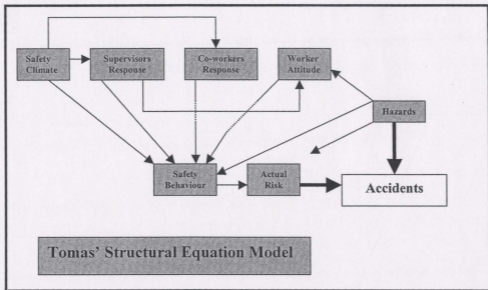 Safety
Climate
Supervisors
Response
Co-workers
Response
Worker
Attitude
Hazards
Safety
Behaviour
Actual
Risk
Accidents
Tomas' Structural Equation Model